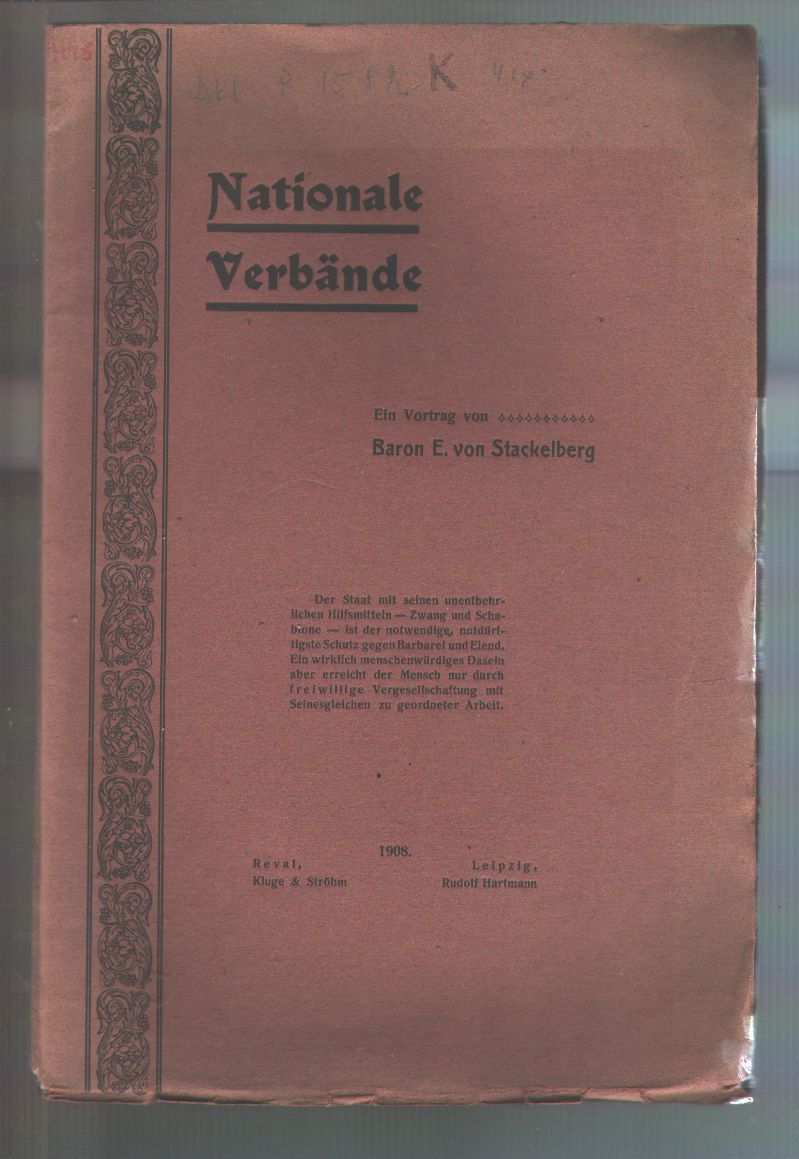 K
Nationale
Verbände
Ein Vortrag von
Baron E. von Stackelberg
Der Staat mit seinen unentbehr-
lichen Hilfsmitteln — Zwang und Scha-
blone — ist der notwendige, notdürf-
tigste Schutz gegen Barbarei und Elend.
Ein wirklich menschenwürdiges Dasein
aber erreicht der Mensch nur durch
freiwillige Vergesellschaftung mit
Seinesgleichen zu geordneter Arbeit.
1908.
Reval, Leipzig,
Kluge & Ströhm Rudolf Hartmann